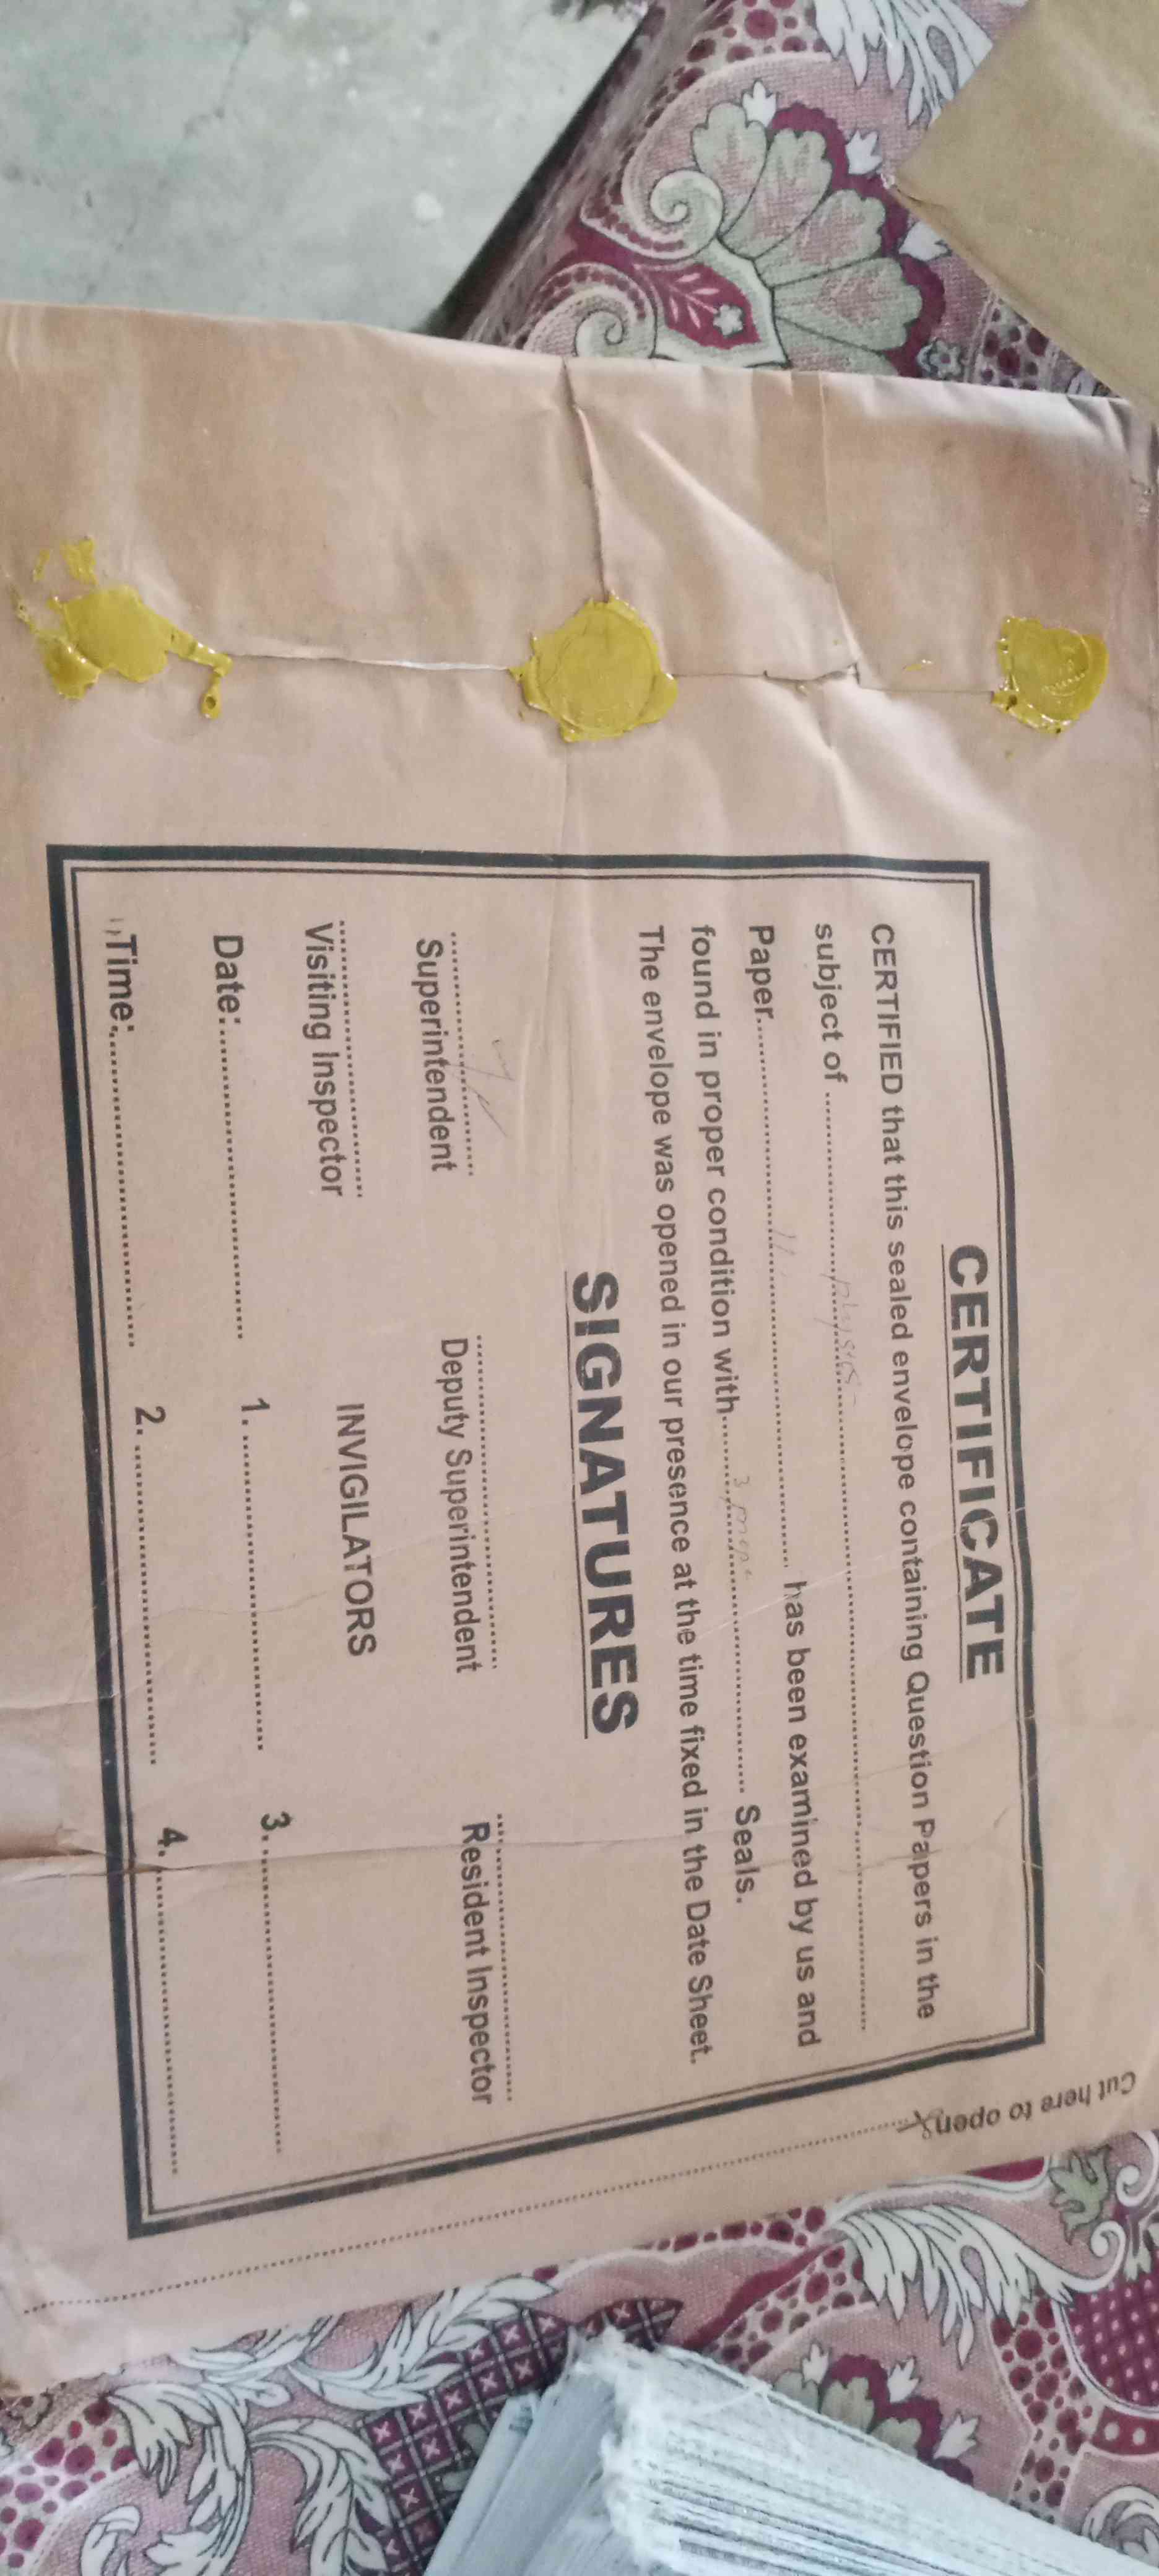 CERTIFICATE
CERTIFIED that this sealed envelope containing Question Papers in the
subject of ..... physics .....
Paper..... 11 ..... has been examined by us and
found in proper condition with..... 3 ..... Seals.
The envelope was opened in our presence at the time fixed in the Date Sheet.
SIGNATURES
Superintendent Deputy Superintendent Resident Inspector
Visiting Inspector INVIGILATORS
Date:..... 1. ..... 3. .....
Time:..... 2. ..... 4. .....
Cut here to open